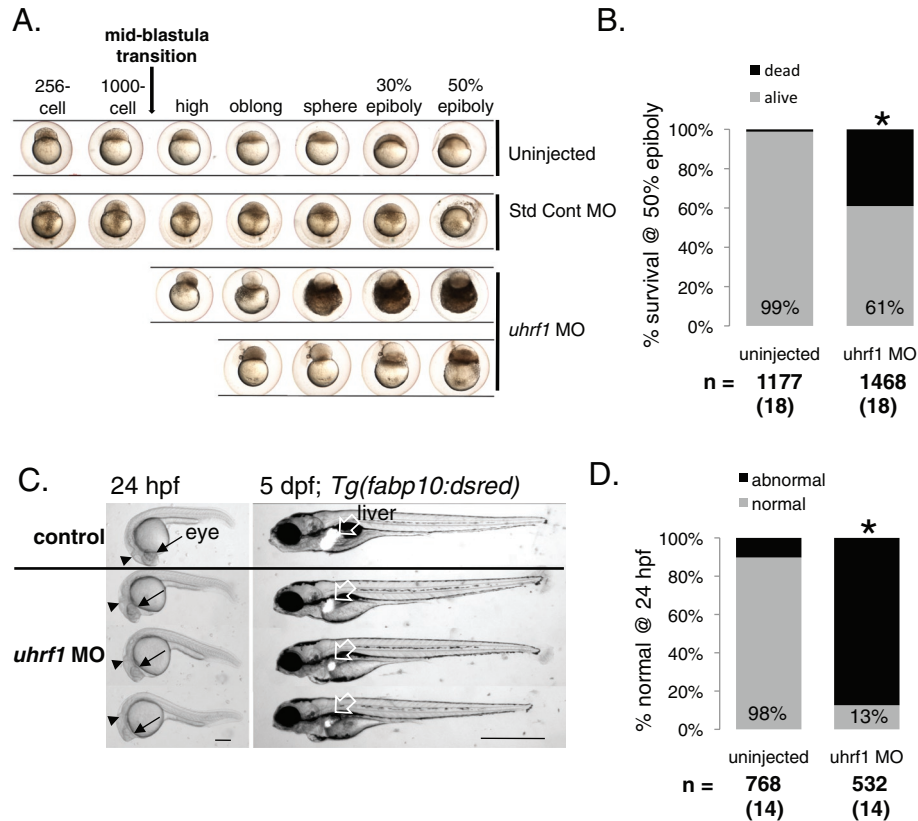 A.
mid-blastula
transition
256-
cell
1000-
cell
high
oblong
sphere
30%
epiboly
50%
epiboly
Uninjected
Std Cont MO
uhrf1 MO
B.
dead
alive
*
% survival @ 50% epiboly
100%
80%
60%
40%
20%
0%
99%
61%
uninjected
uhrf1 MO
n = 1177 1468
(18) (18)
C.
24 hpf
5 dpf; Tg(fabp10:dsred)
control
eye
liver
uhrf1 MO
D.
abnormal
normal
*
% normal @ 24 hpf
100%
80%
60%
40%
20%
0%
98%
13%
uninjected
uhrf1 MO
n = 768 532
(14) (14)